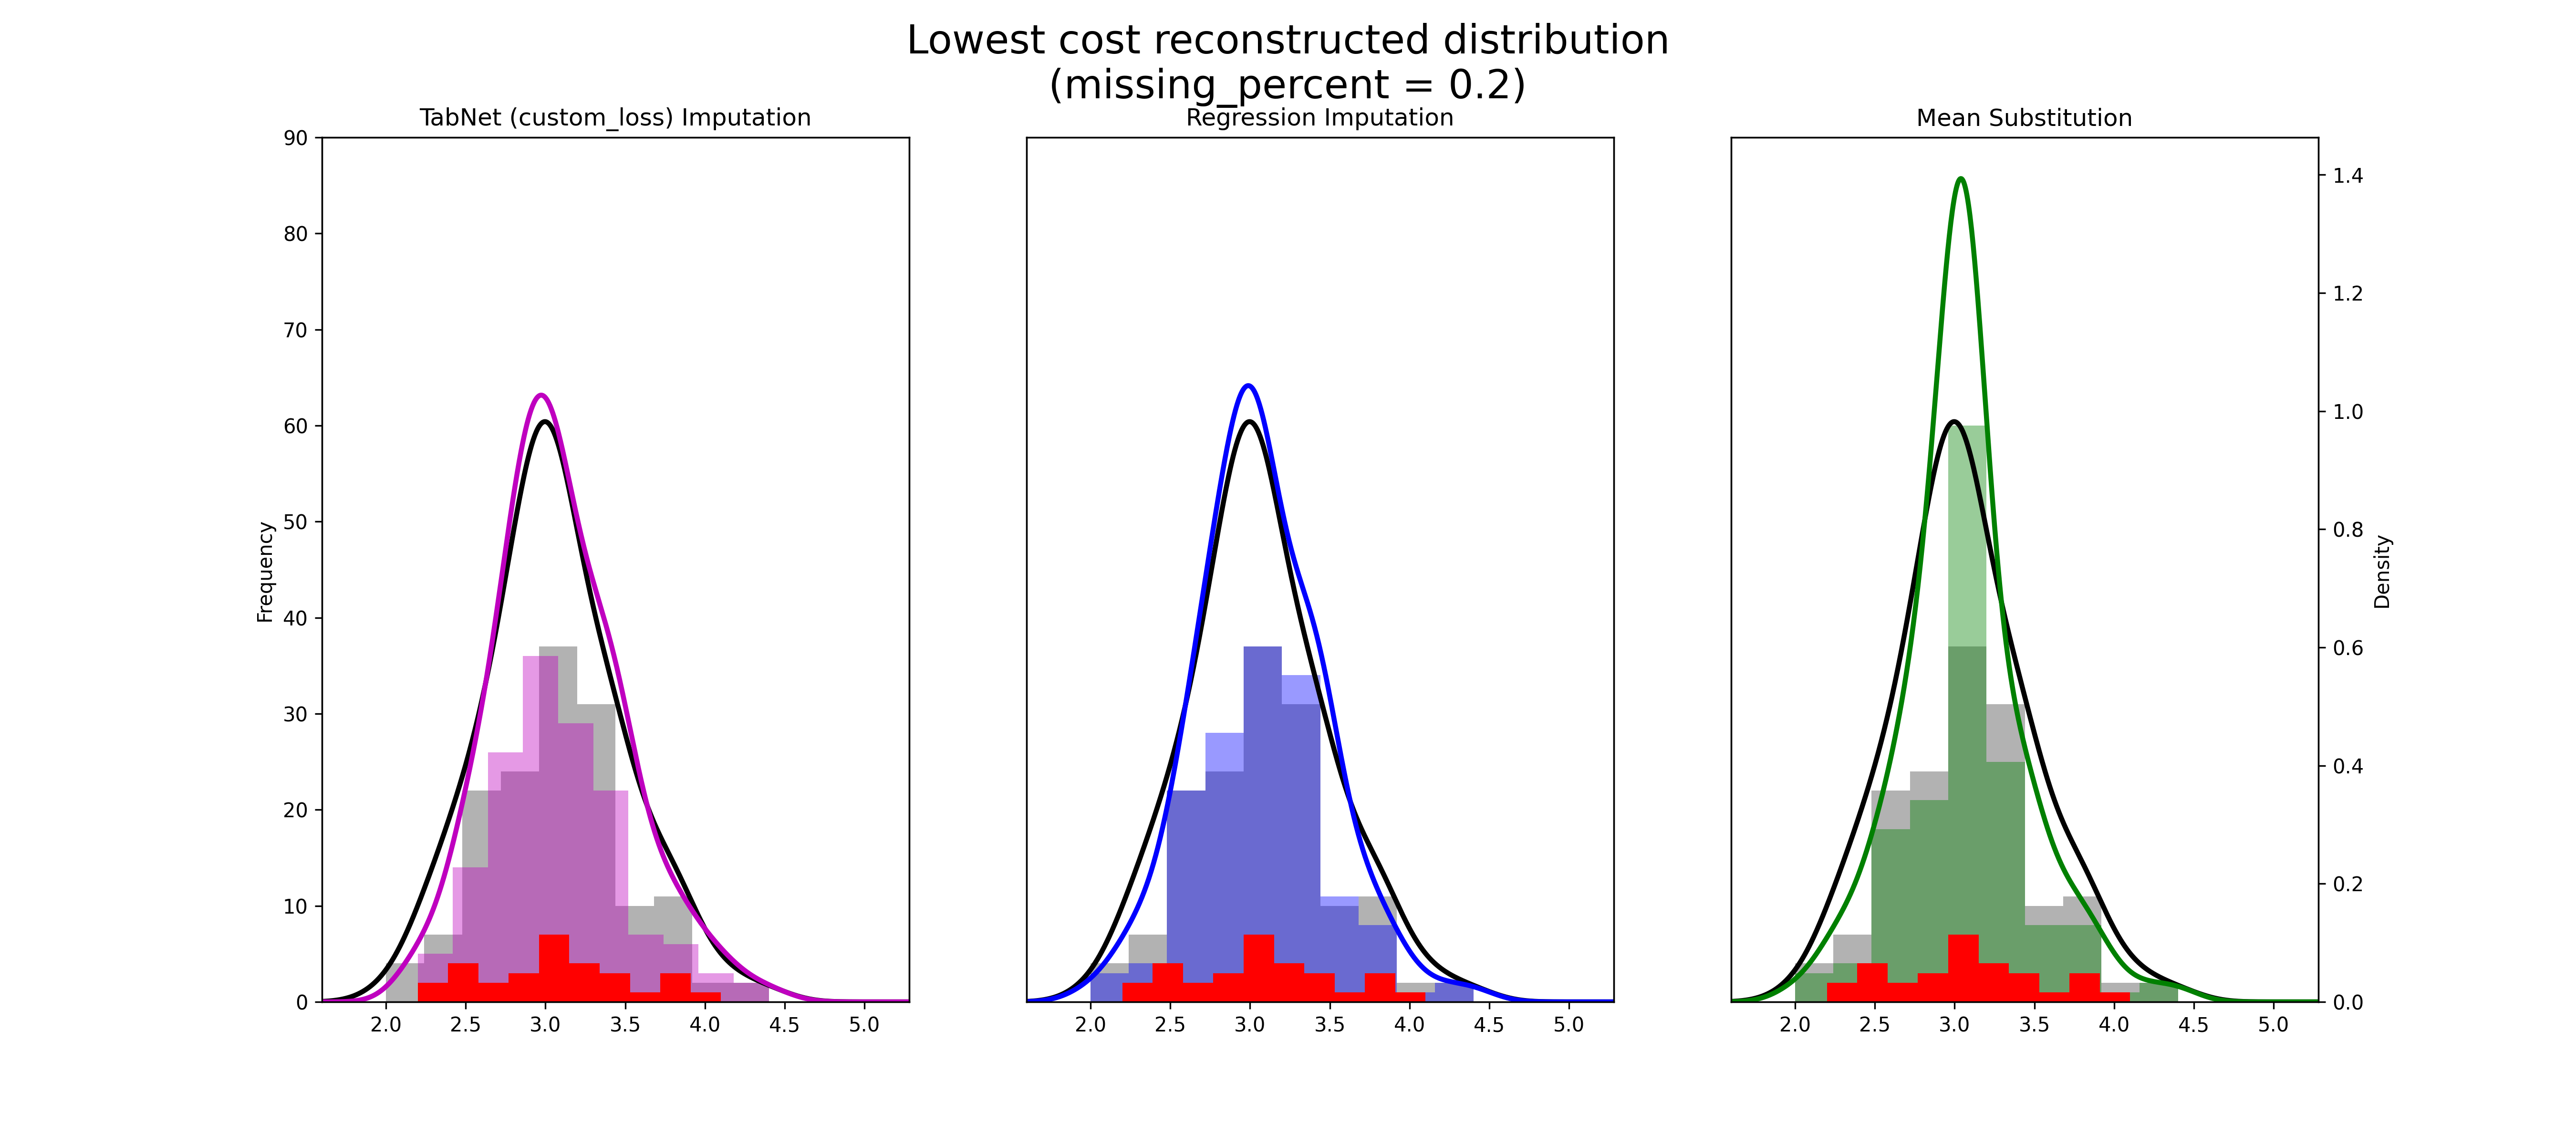 Lowest cost reconstructed distribution
(missing_percent = 0.2)
TabNet (custom_loss) Imputation
Regression Imputation
Mean Substitution
90
80
70
60
50
40
30
20
10
0
Frequency
2.0 2.5 3.0 3.5 4.0 4.5 5.0
2.0 2.5 3.0 3.5 4.0 4.5 5.0
2.0 2.5 3.0 3.5 4.0 4.5 5.0
1.4
1.2
1.0
0.8
0.6
0.4
0.2
0.0
Density